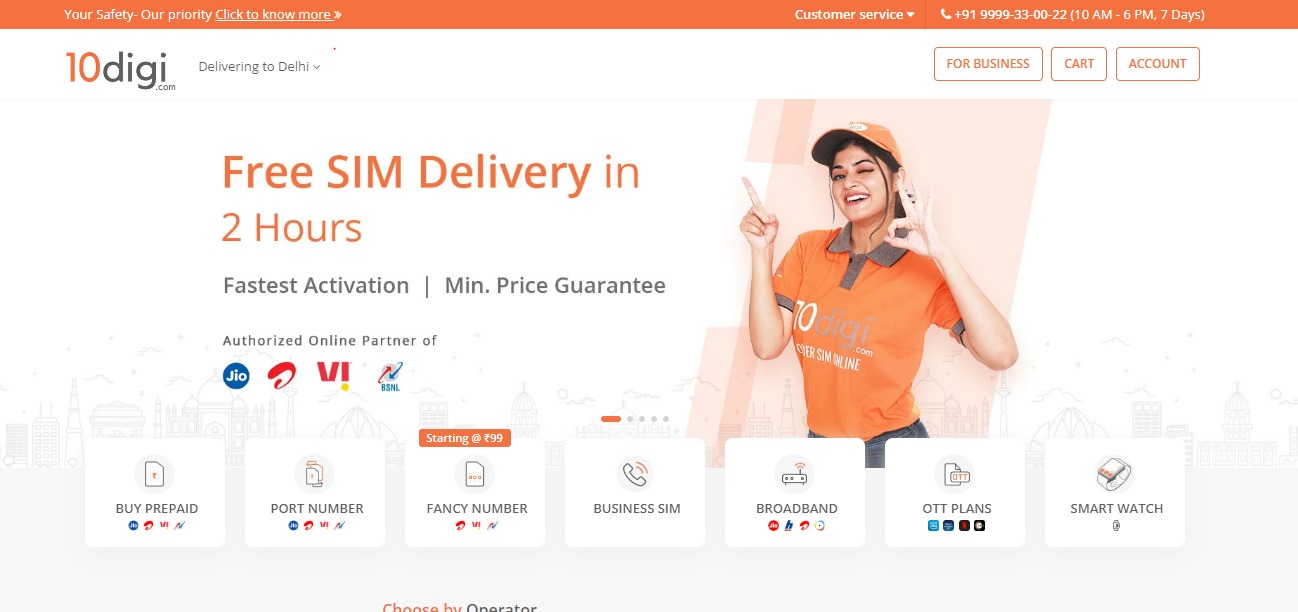 Your Safety- Our priority Click to know more »
Customer service
+91 9999-33-00-22 (10 AM - 6 PM, 7 Days)
10digi.com
Delivering to Delhi
FOR BUSINESS
CART
ACCOUNT
Free SIM Delivery in
2 Hours
Fastest Activation | Min. Price Guarantee
Authorized Online Partner of
Jio
VI!
BSNL
10digi.com
SIM ONLINE
Starting @ ₹99
BUY PREPAID
PORT NUMBER
FANCY NUMBER
BUSINESS SIM
BROADBAND
OTT
OTT PLANS
SMART WATCH
Choose by Operator